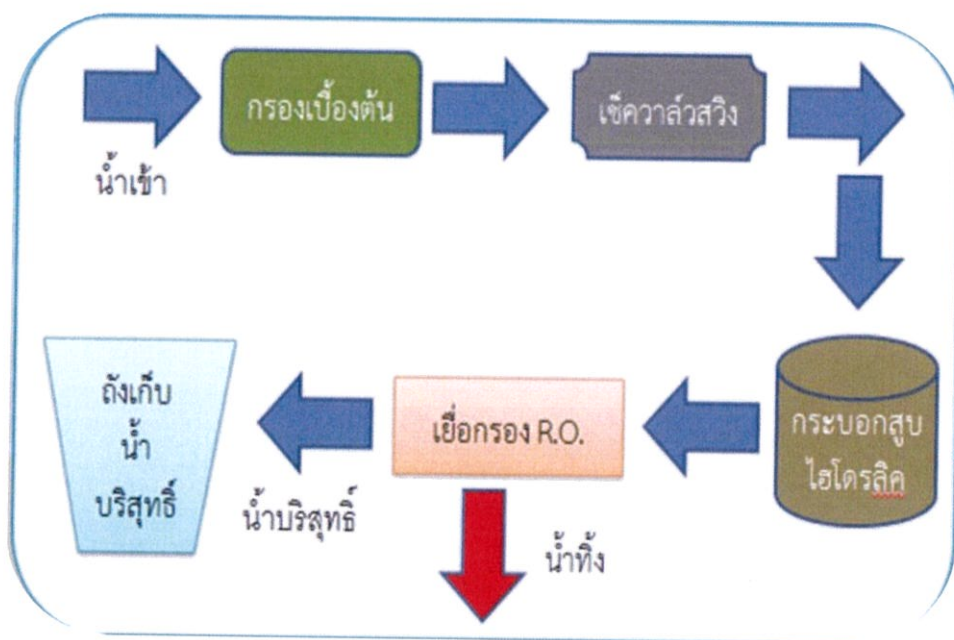 กรองเบื้องต้น
เช็ควาล์วสวิง
น้ำเข้า
กระบอกสูบ
ไฮโดรลิค
เยื่อกรอง R.O.
ถังเก็บ
น้ำ
บริสุทธิ์
น้ำบริสุทธิ์
น้ำทิ้ง